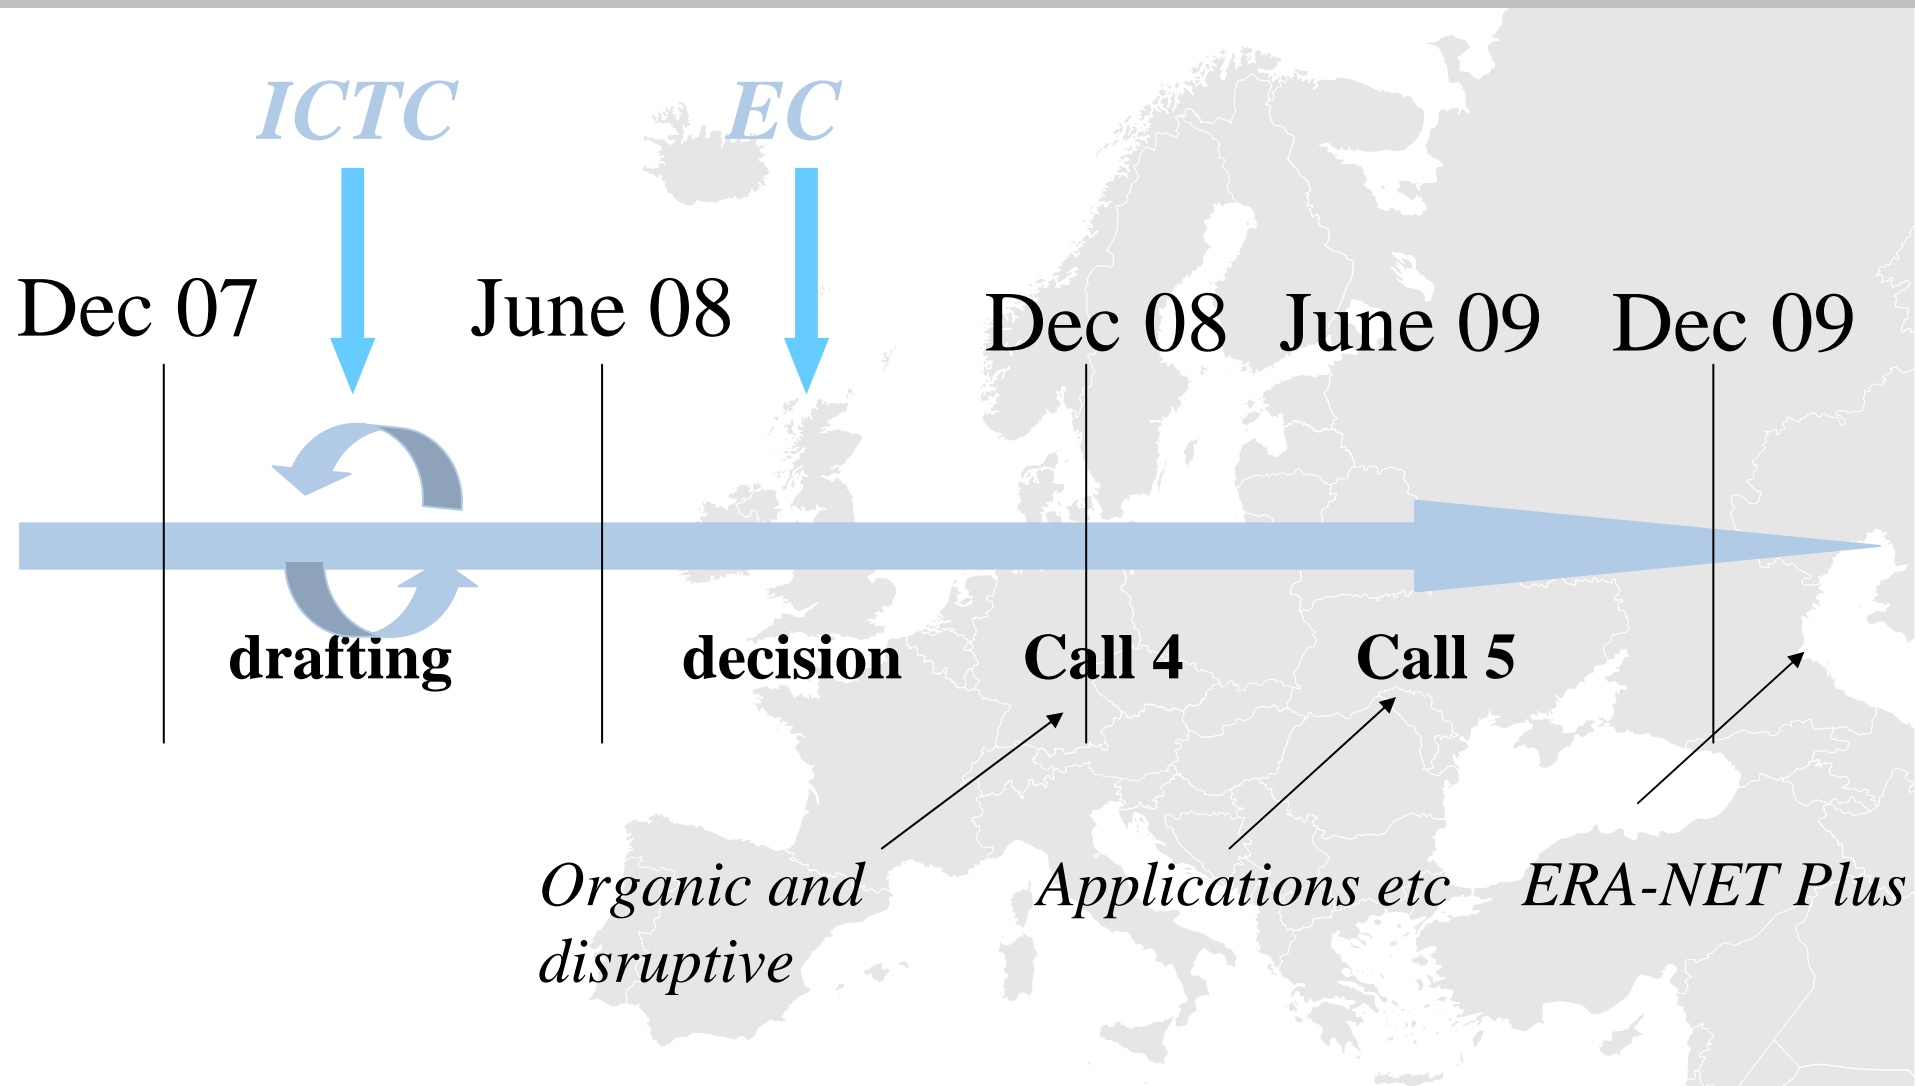 ICTC
EC
Dec 07
June 08
Dec 08
June 09
Dec 09
drafting
decision
Call 4
Call 5
Organic and
disruptive
Applications etc
ERA-NET Plus